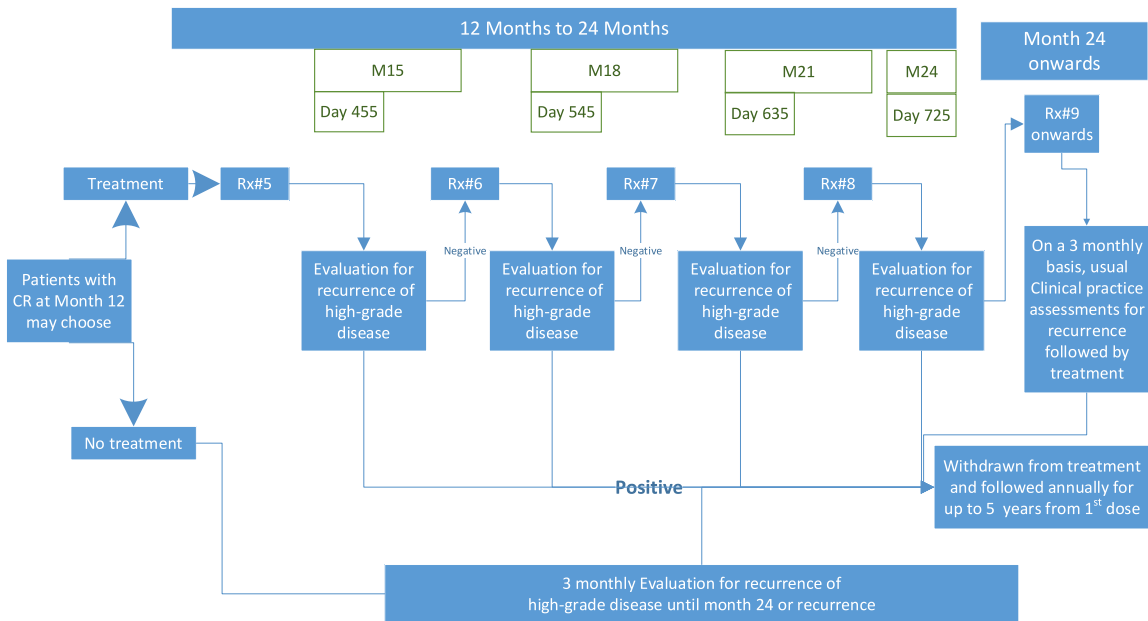 12 Months to 24 Months
Month 24
onwards
M15
M18
M21
M24
Day 455
Day 545
Day 635
Day 725
Rx#9
onwards
Treatment
Rx#5
Rx#6
Rx#7
Rx#8
Negative
Negative
Negative
Patients with
CR at Month 12
may choose
Evaluation for
recurrence of
high-grade
disease
Evaluation for
recurrence of
high-grade
disease
Evaluation for
recurrence of
high-grade
disease
Evaluation for
recurrence of
high-grade
disease
On a 3 monthly
basis, usual
Clinical practice
assessments for
recurrence
followed by
treatment
No treatment
Positive
Withdrawn from treatment
and followed annually for
up to 5 years from 1st dose
3 monthly Evaluation for recurrence of
high-grade disease until month 24 or recurrence